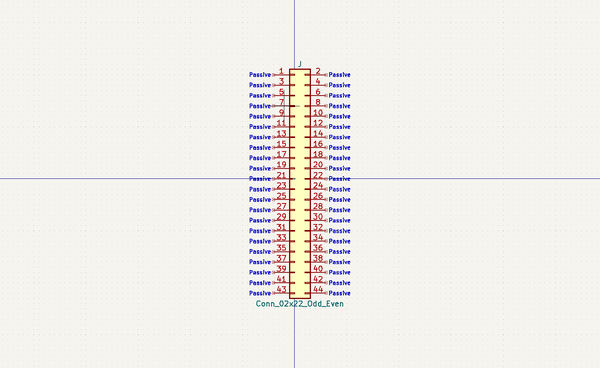 J
Passive 1 2 Passive
Passive 3 4 Passive
Passive 5 6 Passive
Passive 7 8 Passive
Passive 9 10 Passive
Passive 11 12 Passive
Passive 13 14 Passive
Passive 15 16 Passive
Passive 17 18 Passive
Passive 19 20 Passive
Passive 21 22 Passive
Passive 23 24 Passive
Passive 25 26 Passive
Passive 27 28 Passive
Passive 29 30 Passive
Passive 31 32 Passive
Passive 33 34 Passive
Passive 35 36 Passive
Passive 37 38 Passive
Passive 39 40 Passive
Passive 41 42 Passive
Passive 43 44 Passive
Conn_02x22_Odd_Even